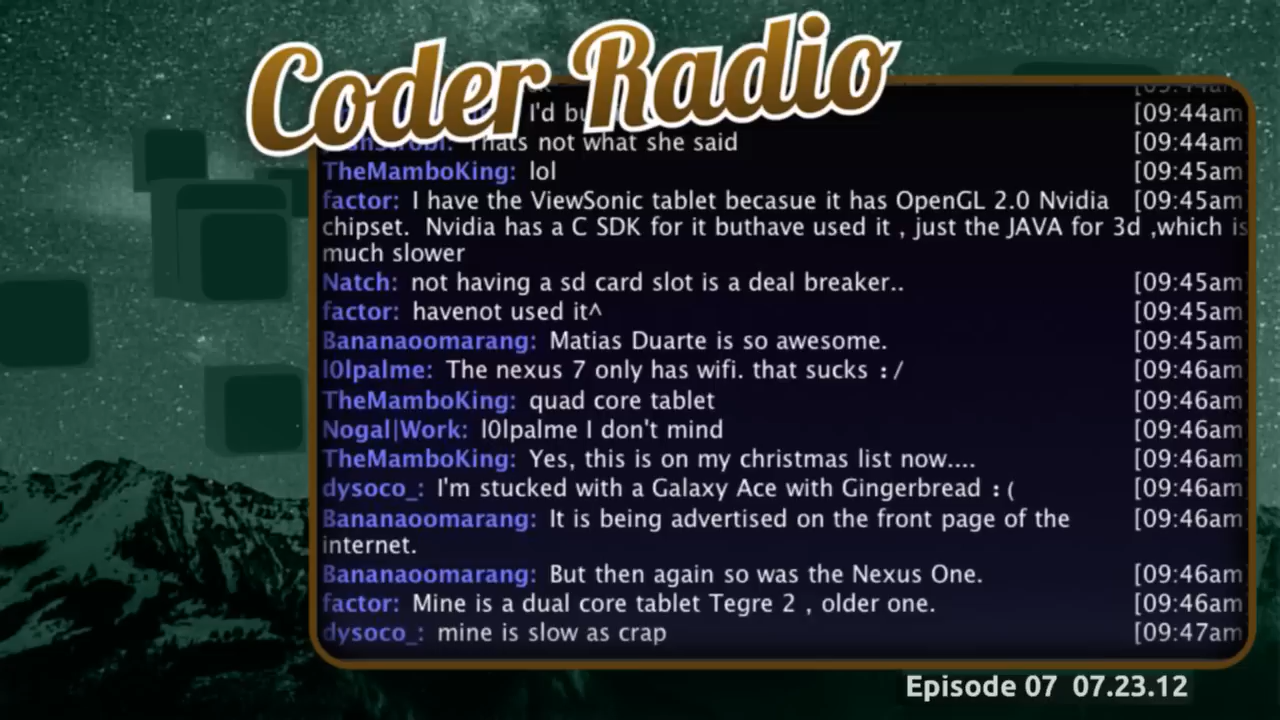 Coder Radio
I'd bu
[09:44am
Thats not what she said [09:44am
TheMamboKing: lol [09:45am
factor: I have the ViewSonic tablet becasue it has OpenGL 2.0 Nvidia [09:45am
chipset. Nvidia has a C SDK for it buthave used it , just the JAVA for 3d ,which is
much slower
Natch: not having a sd card slot is a deal breaker.. [09:45am
factor: havenot used it^ [09:45am
Bananaoomarang: Matias Duarte is so awesome. [09:45am
l0lpalme: The nexus 7 only has wifi. that sucks :/ [09:46am
TheMamboKing: quad core tablet [09:46am
Nogal|Work: l0lpalme I don't mind [09:46am
TheMamboKing: Yes, this is on my christmas list now.... [09:46am
dysoco_: I'm stucked with a Galaxy Ace with Gingerbread :( [09:46am
Bananaoomarang: It is being advertised on the front page of the [09:46am
internet.
Bananaoomarang: But then again so was the Nexus One. [09:46am
factor: Mine is a dual core tablet Tegre 2 , older one. [09:46am
dysoco_: mine is slow as crap [09:47am
Episode 07 07.23.12